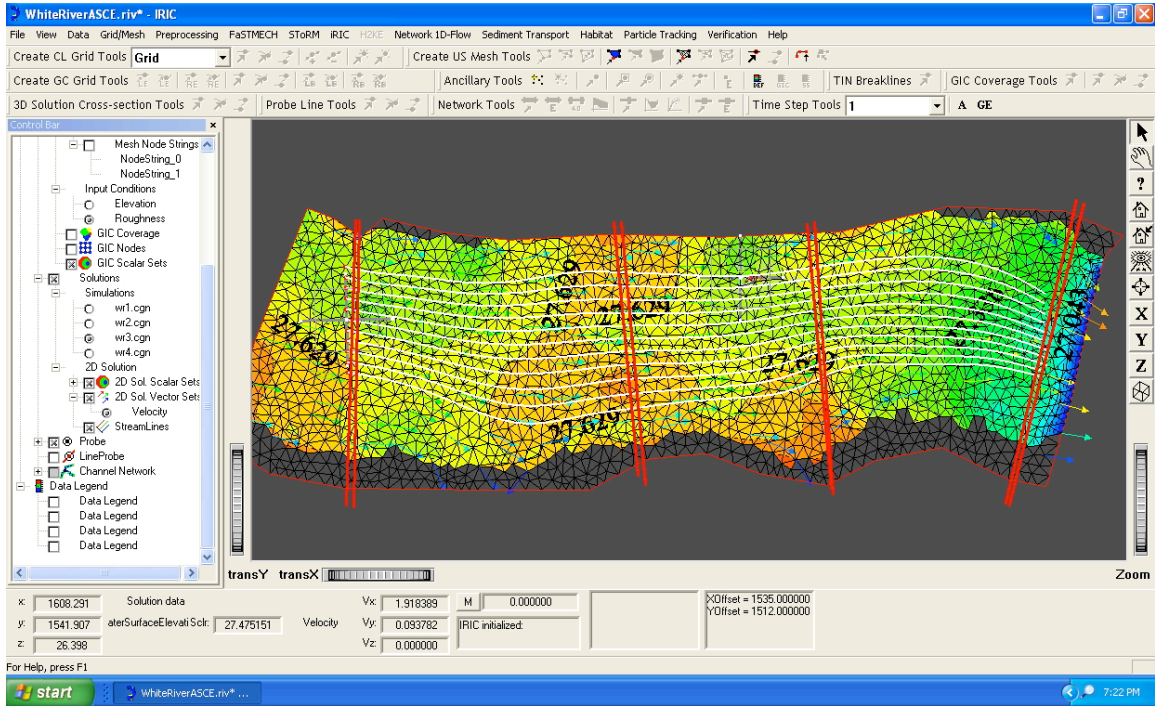 WhiteRiverASCE.riv* - IRIC
File View Data Grid/Mesh Preprocessing FaSTMECH SToRM iRIC H2KE Network 1D-Flow Sediment Transport Habitat Particle Tracking Verification Help
Create CL Grid Tools Grid Create US Mesh Tools
Create GC Grid Tools Ancillary Tools TIN Breaklines GIC Coverage Tools
3D Solution Cross-section Tools Probe Line Tools Network Tools Time Step Tools 1 A GE
Control Bar
Mesh Node Strings
NodeString_0
NodeString_1
Input Conditions
Elevation
Roughness
GIC Coverage
GIC Nodes
GIC Scalar Sets
Solutions
Simulations
wr1.cgn
wr2.cgn
wr3.cgn
wr4.cgn
2D Solution
2D Sol. Scalar Sets
2D Sol. Vector Sets
Velocity
StreamLines
Probe
LineProbe
Channel Network
Data Legend
Data Legend
Data Legend
Data Legend
Data Legend
27.629
27.629
27.629
27.629
27.629
27.043
?
X
Y
Z
transY transX Zoom
x: 1608.291 Solution data Vx: 1.918389 M 0.000000 XOffset = 1535.000000
YOffset = 1512.000000
y: 1541.907 aterSurfaceElevati Sclr: 27.475151 Velocity Vy: 0.093782 IRIC initialized:
z: 26.398 Vz: 0.000000
For Help, press F1
start WhiteRiverASCE.riv* ... 7:22 PM